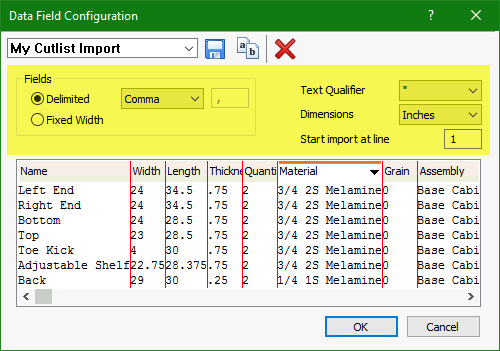 Data Field Configuration ?
My Cutlist Import
Fields
Delimited Comma ,
Fixed Width
Text Qualifier "
Dimensions Inches
Start import at line 1
Name Width Length Thickne Quanti Material Grain Assembly
Left End 24 34.5 .75 2 3/4 2S Melamine 0 Base Cabi
Right End 24 34.5 .75 2 3/4 2S Melamine 0 Base Cabi
Bottom 24 28.5 .75 2 3/4 2S Melamine 0 Base Cabi
Top 23 28.5 .75 2 3/4 2S Melamine 0 Base Cabi
Toe Kick 4 30 .75 2 3/4 2S Melamine 0 Base Cabi
Adjustable Shelf 22.75 28.375 .75 2 3/4 2S Melamine 0 Base Cabi
Back 29 30 .25 2 1/4 1S Melamine 0 Base Cabi
OK Cancel